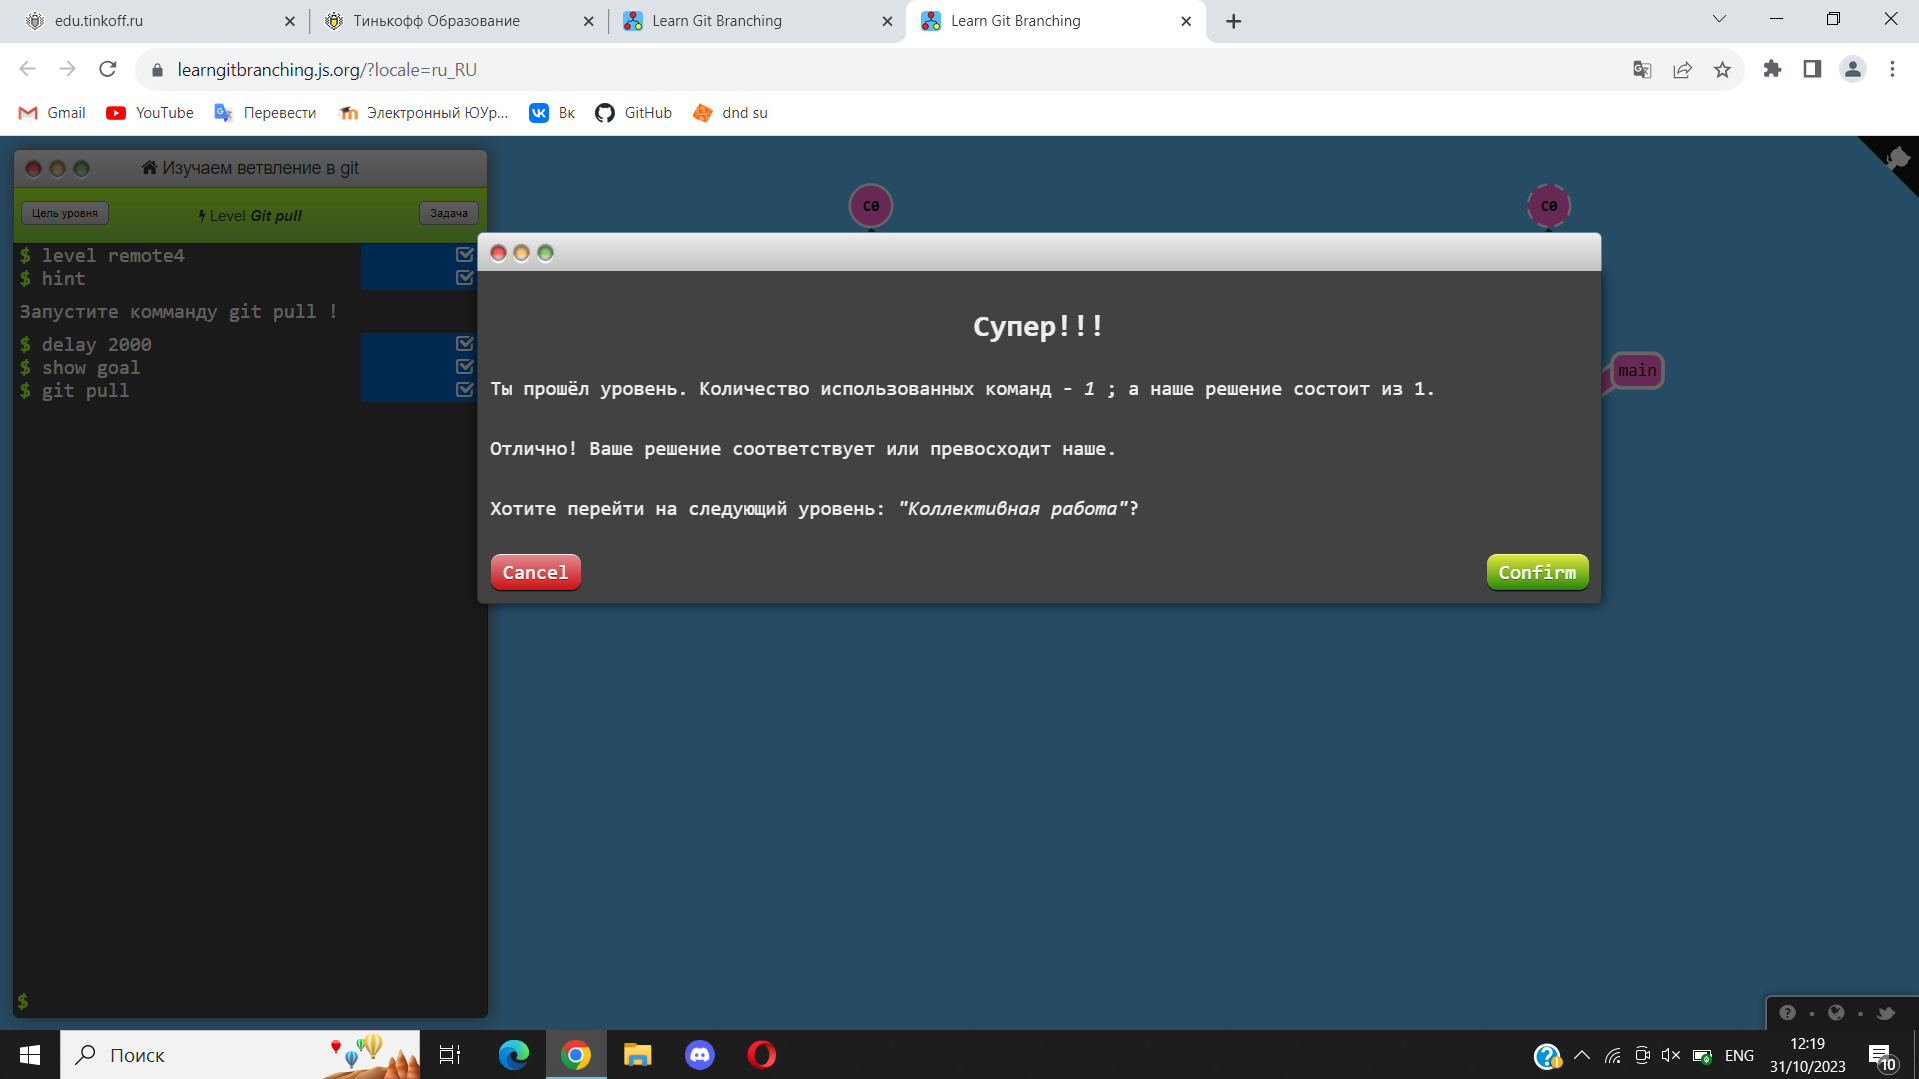 edu.tinkoff.ru
Тинькофф Образование
Learn Git Branching
Learn Git Branching
learngitbranching.js.org/?locale=ru_RU
Gmail
YouTube
Перевести
Электронный ЮУр...
Вк
GitHub
dnd su
Изучаем ветвление в git
Цель уровня
Level Git pull
Задача
$ level remote4
$ hint
Запустите комманду git pull !
$ delay 2000
$ show goal
$ git pull
$
C0
C0
main
Супер!!!
Ты прошёл уровень. Количество использованных команд - 1 ; а наше решение состоит из 1.
Отлично! Ваше решение соответствует или превосходит наше.
Хотите перейти на следующий уровень: "Коллективная работа"?
Cancel
Confirm
Поиск
ENG
12:19
31/10/2023
10